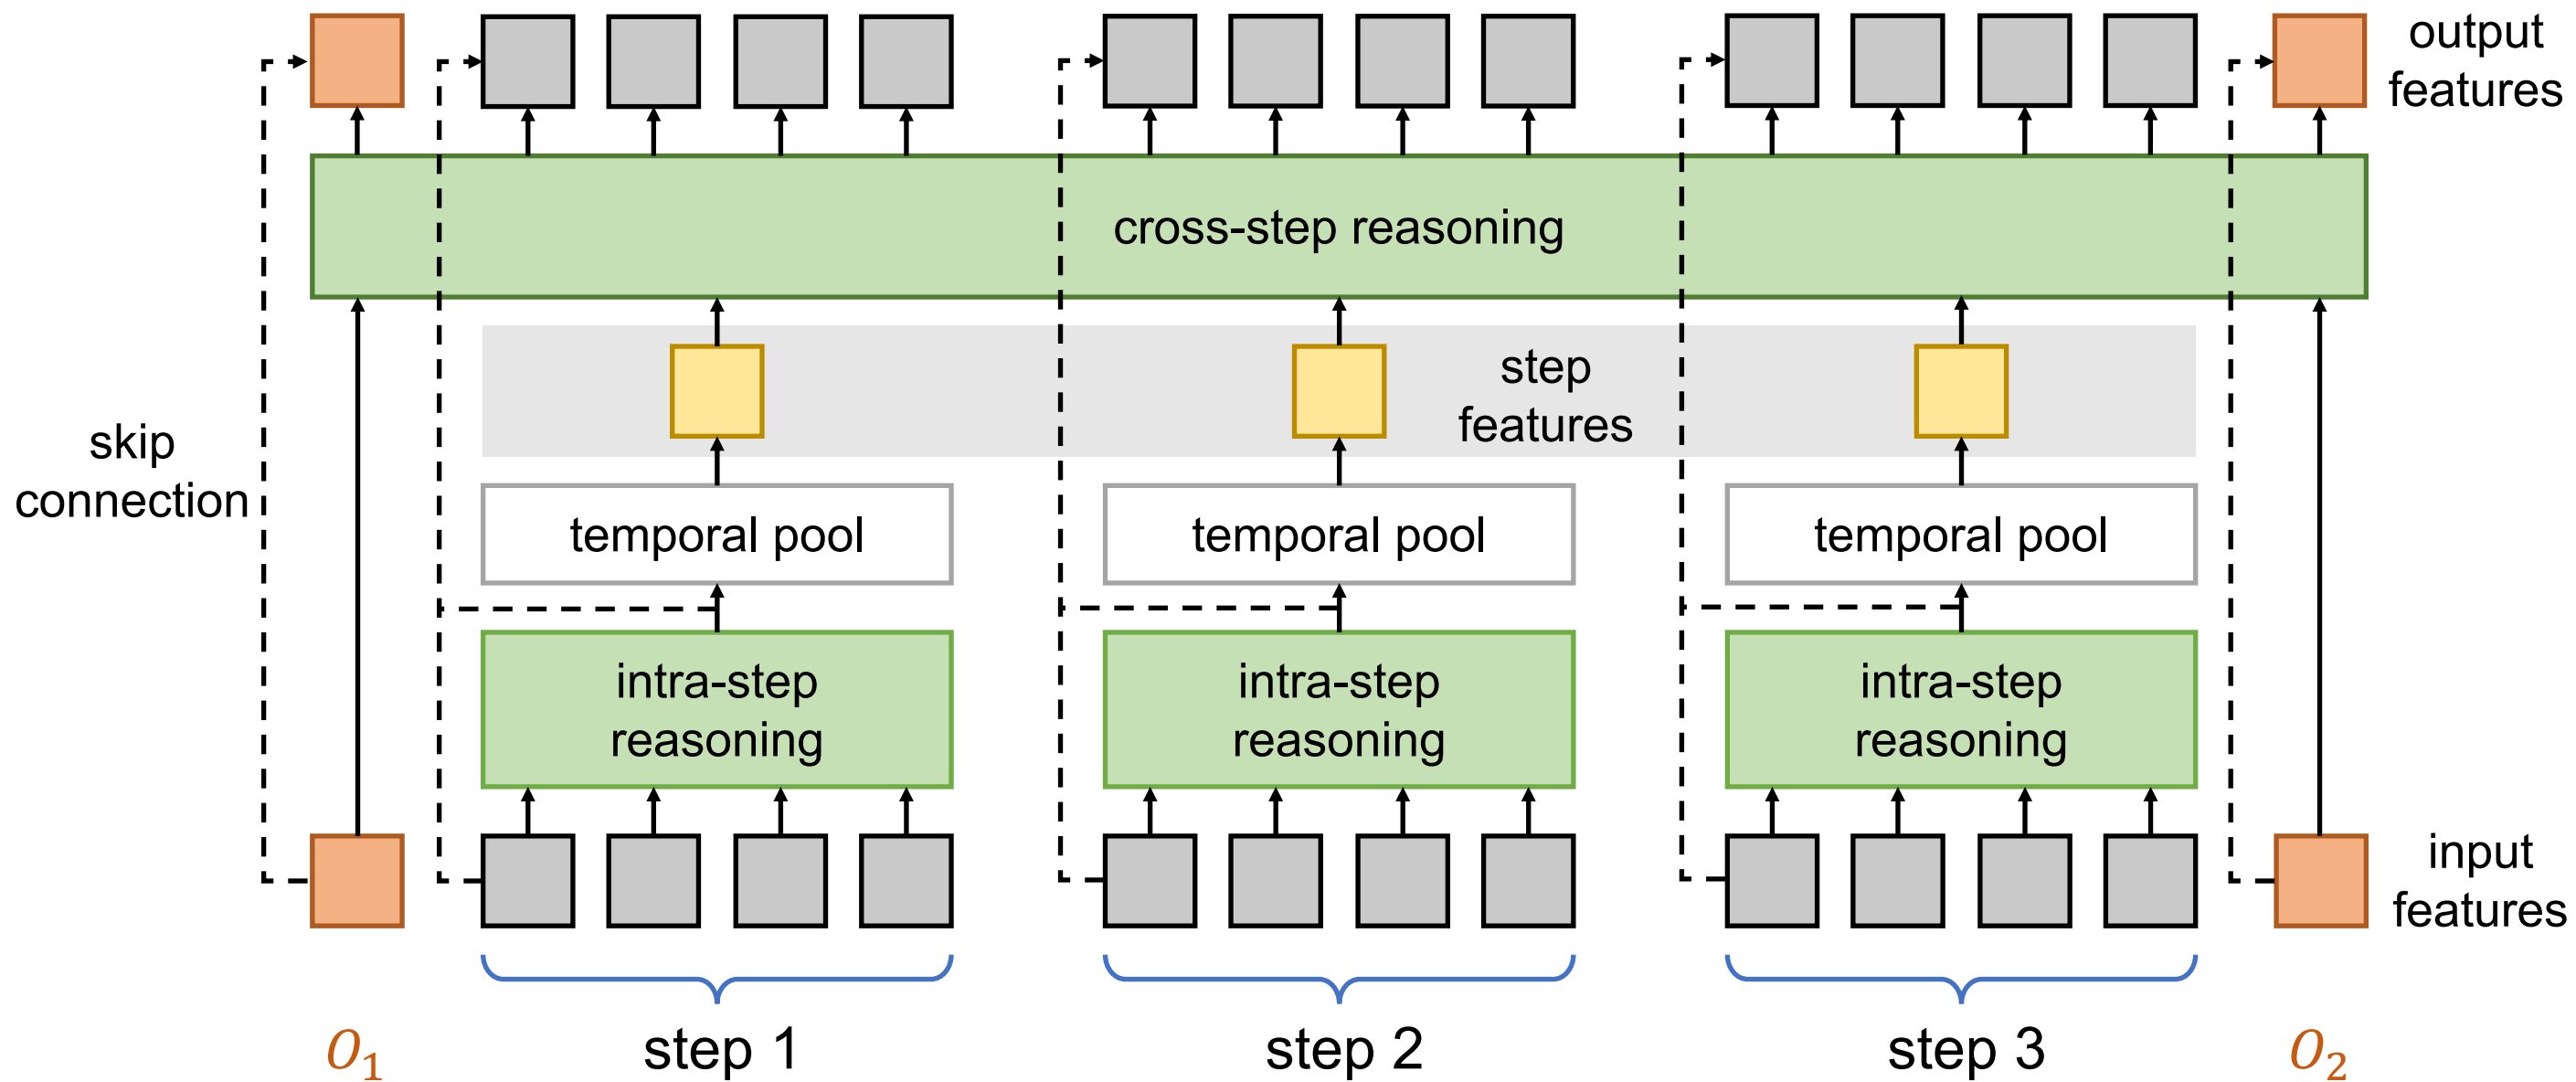 output
features
cross-step reasoning
step
features
skip
connection
temporal pool
temporal pool
temporal pool
intra-step
reasoning
intra-step
reasoning
intra-step
reasoning
input
features
O₁
step 1
step 2
step 3
O₂